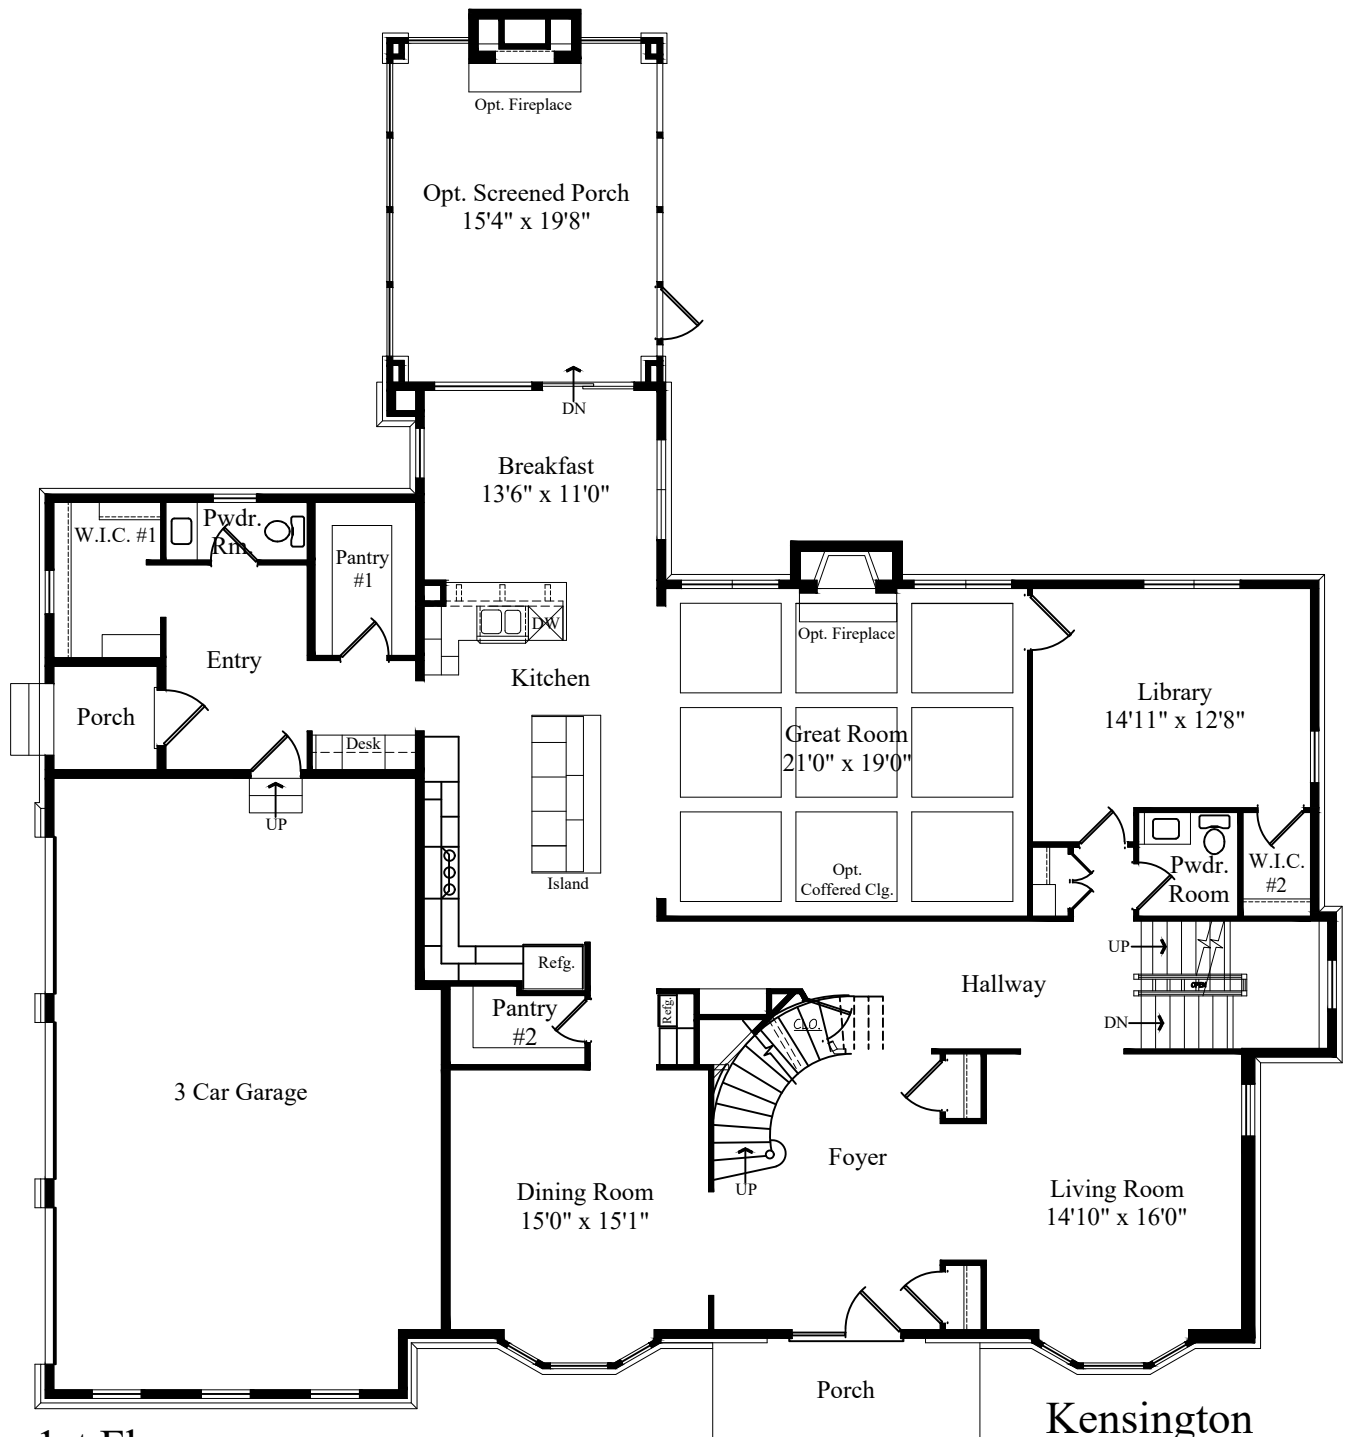 Opt. Fireplace
Opt. Screened Porch
15'4" x 19'8"
DN
Breakfast
13'6" x 11'0"
W.I.C. #1
Pwdr.
Rm.
Pantry
#1
DW
Opt. Fireplace
Entry
Kitchen
Library
14'11" x 12'8"
Porch
Desk
Great Room
21'0" x 19'0"
UP
Island
Opt.
Coffered Clg.
Pwdr.
Room
W.I.C.
#2
Refg.
UP
Hallway
OPEN
DN
Pantry
#2
Refg.
CLO.
3 Car Garage
Foyer
UP
Dining Room
15'0" x 15'1"
Living Room
14'10" x 16'0"
Porch
Kensington